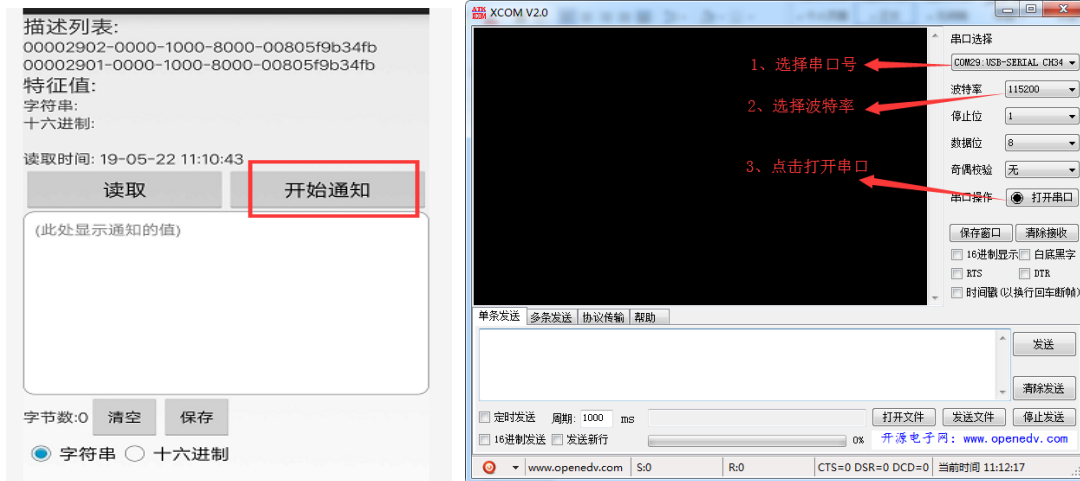 描述列表:
00002902-0000-1000-8000-00805f9b34fb
00002901-0000-1000-8000-00805f9b34fb
特征值:
字符串:
十六进制:
读取时间: 19-05-22 11:10:43
读取
开始通知
(此处显示通知的值)
字节数:0
清空
保存
字符串
十六进制
XCOM V2.0
1、选择串口号
2、选择波特率
3、点击打开串口
串口选择
COM29:USB-SERIAL CH34
波特率
115200
停止位
1
数据位
8
奇偶校验
无
串口操作
打开串口
保存窗口
清除接收
16进制显示
白底黑字
RTS
DTR
时间戳(以换行回车断帧)
单条发送
多条发送
协议传输
帮助
发送
清除发送
定时发送
周期:
1000
ms
打开文件
发送文件
停止发送
16进制发送
发送新行
0%
开源电子网: www.openedv.com
www.openedv.com
S:0
R:0
CTS=0 DSR=0 DCD=0
当前时间 11:12:17